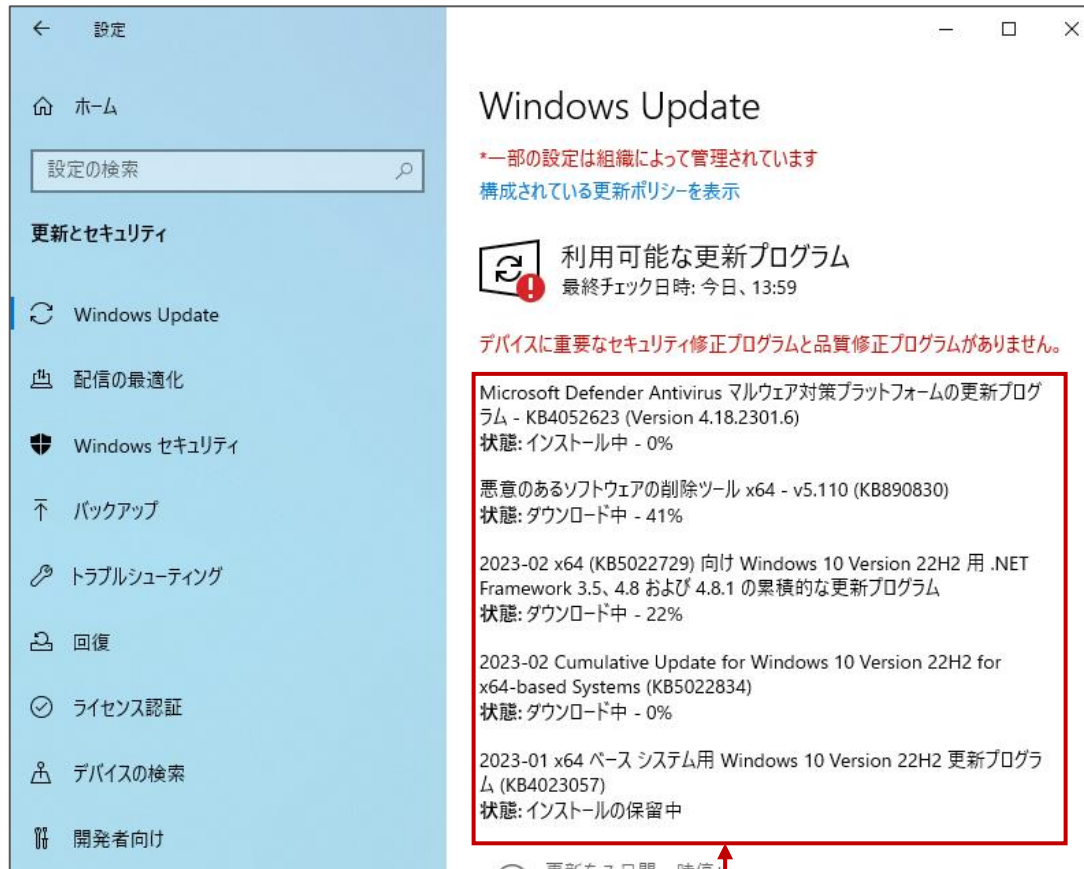 設定
ホーム
設定の検索
更新とセキュリティ
Windows Update
配信の最適化
Windows セキュリティ
バックアップ
トラブルシューティング
回復
ライセンス認証
デバイスの検索
開発者向け
Windows Update
*一部の設定は組織によって管理されています
構成されている更新ポリシーを表示
利用可能な更新プログラム
最終チェック日時: 今日、13:59
デバイスに重要なセキュリティ修正プログラムと品質修正プログラムがありません。
Microsoft Defender Antivirus マルウェア対策プラットフォームの更新プログ
ラム - KB4052623 (Version 4.18.2301.6)
状態: インストール中 - 0%
悪意のあるソフトウェアの削除ツール x64 - v5.110 (KB890830)
状態: ダウンロード中 - 41%
2023-02 x64 (KB5022729) 向け Windows 10 Version 22H2 用 .NET
Framework 3.5、4.8 および 4.8.1 の累積的な更新プログラム
状態: ダウンロード中 - 22%
2023-02 Cumulative Update for Windows 10 Version 22H2 for
x64-based Systems (KB5022834)
状態: ダウンロード中 - 0%
2023-01 x64 ベース システム用 Windows 10 Version 22H2 更新プログラ
ム (KB4023057)
状態: インストールの保留中